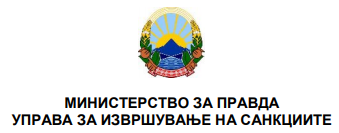 МИНИСТЕРСТВО ЗА ПРАВДА
УПРАВА ЗА ИЗВРШУВАЊЕ НА САНКЦИИТЕ